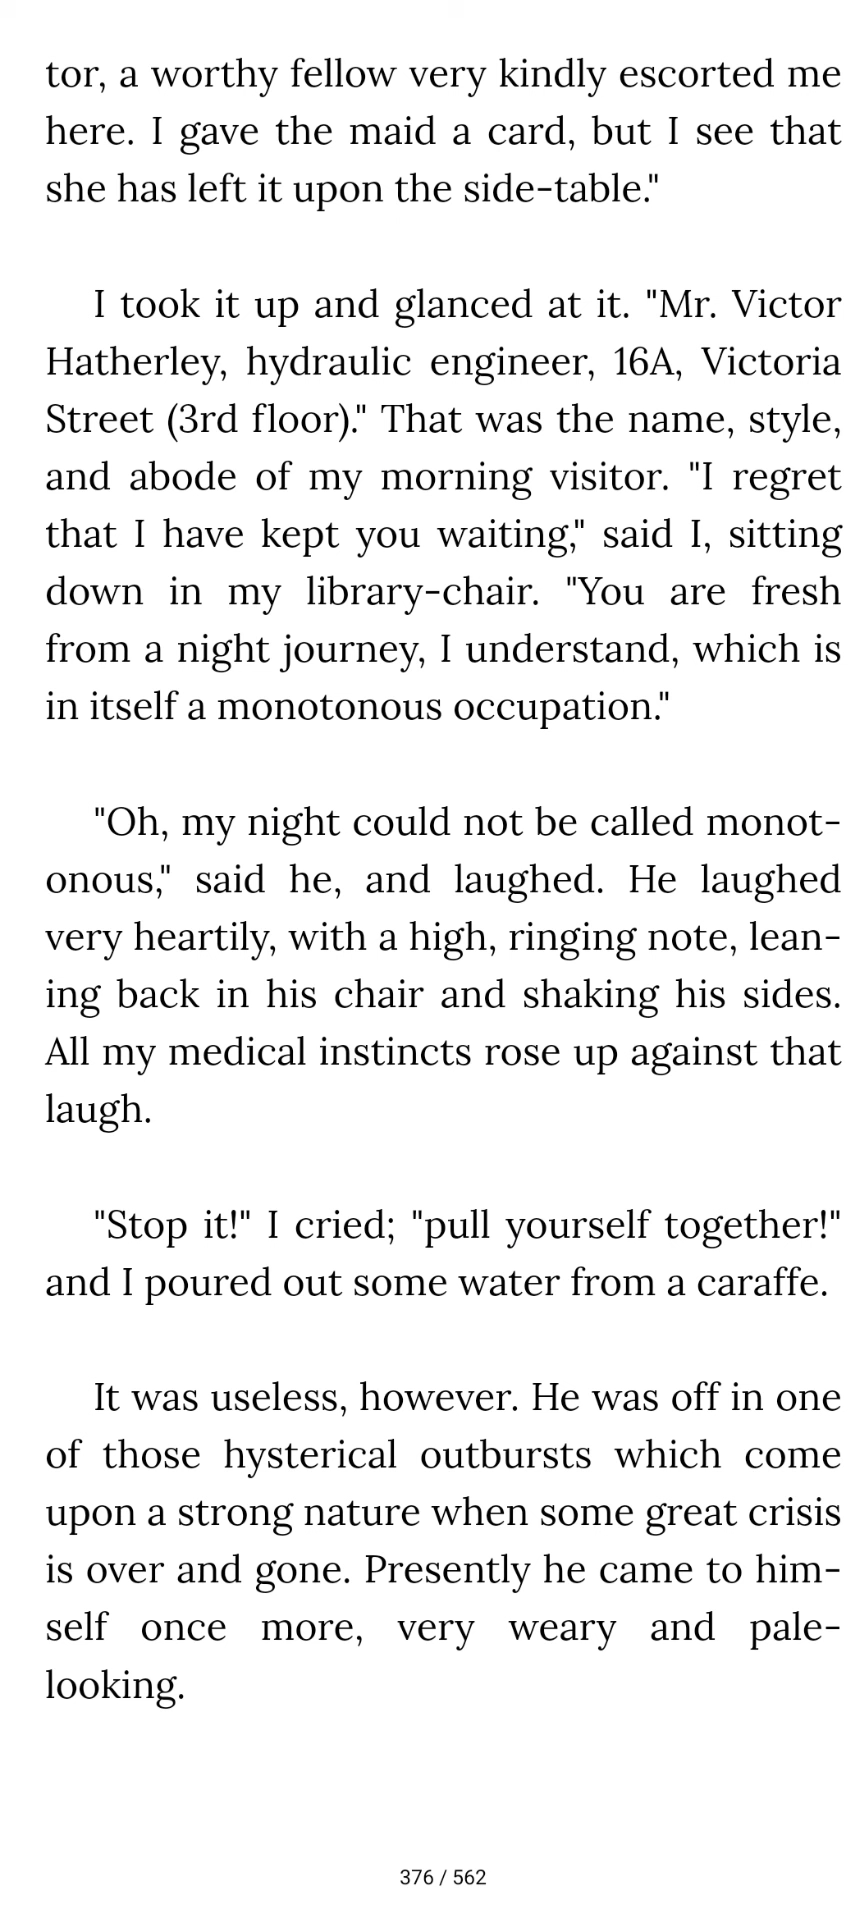 tor, a worthy fellow very kindly escorted me
here. I gave the maid a card, but I see that
she has left it upon the side-table."
I took it up and glanced at it. "Mr. Victor
Hatherley, hydraulic engineer, 16A, Victoria
Street (3rd floor)." That was the name, style,
and abode of my morning visitor. "I regret
that I have kept you waiting," said I, sitting
down in my library-chair. "You are fresh
from a night journey, I understand, which is
in itself a monotonous occupation."
"Oh, my night could not be called monot-
onous," said he, and laughed. He laughed
very heartily, with a high, ringing note, lean-
ing back in his chair and shaking his sides.
All my medical instincts rose up against that
laugh.
"Stop it!" I cried; "pull yourself together!"
and I poured out some water from a caraffe.
It was useless, however. He was off in one
of those hysterical outbursts which come
upon a strong nature when some great crisis
is over and gone. Presently he came to him-
self once more, very weary and pale-
looking.
376 / 562